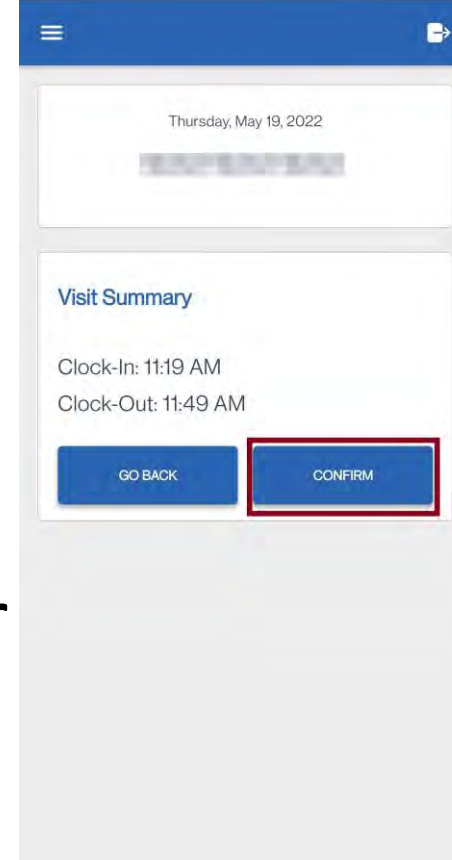 Thursday, May 19, 2022
Visit Summary
Clock-In: 11:19 AM
Clock-Out: 11:49 AM
GO BACK CONFIRM